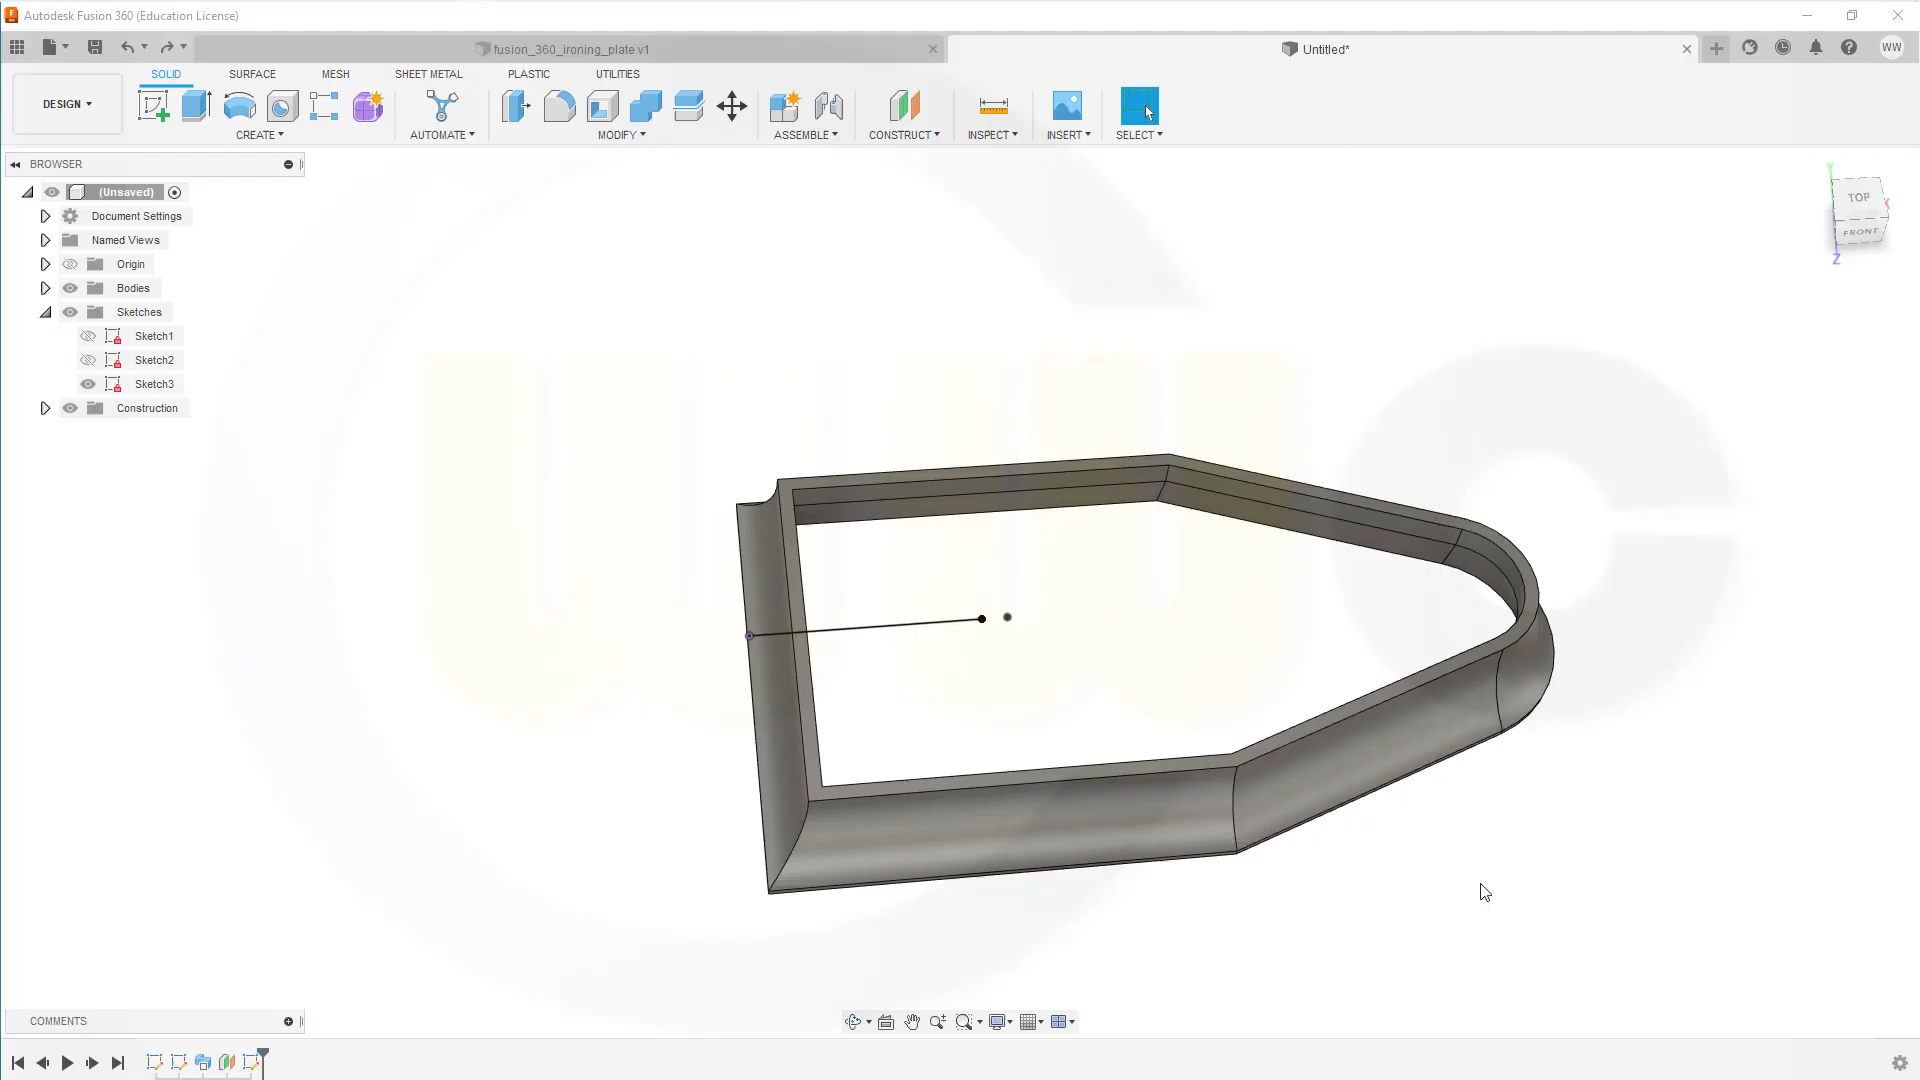 Autodesk Fusion 360 (Education License)
fusion_360_ironing_plate v1
Untitled*
WW
SOLID
SURFACE
MESH
SHEET METAL
PLASTIC
UTILITIES
DESIGN
CREATE
AUTOMATE
MODIFY
ASSEMBLE
CONSTRUCT
INSPECT
INSERT
SELECT
BROWSER
(Unsaved)
Document Settings
Named Views
Origin
Bodies
Sketches
Sketch1
Sketch2
Sketch3
Construction
Y
TOP
X
FRONT
Z
COMMENTS